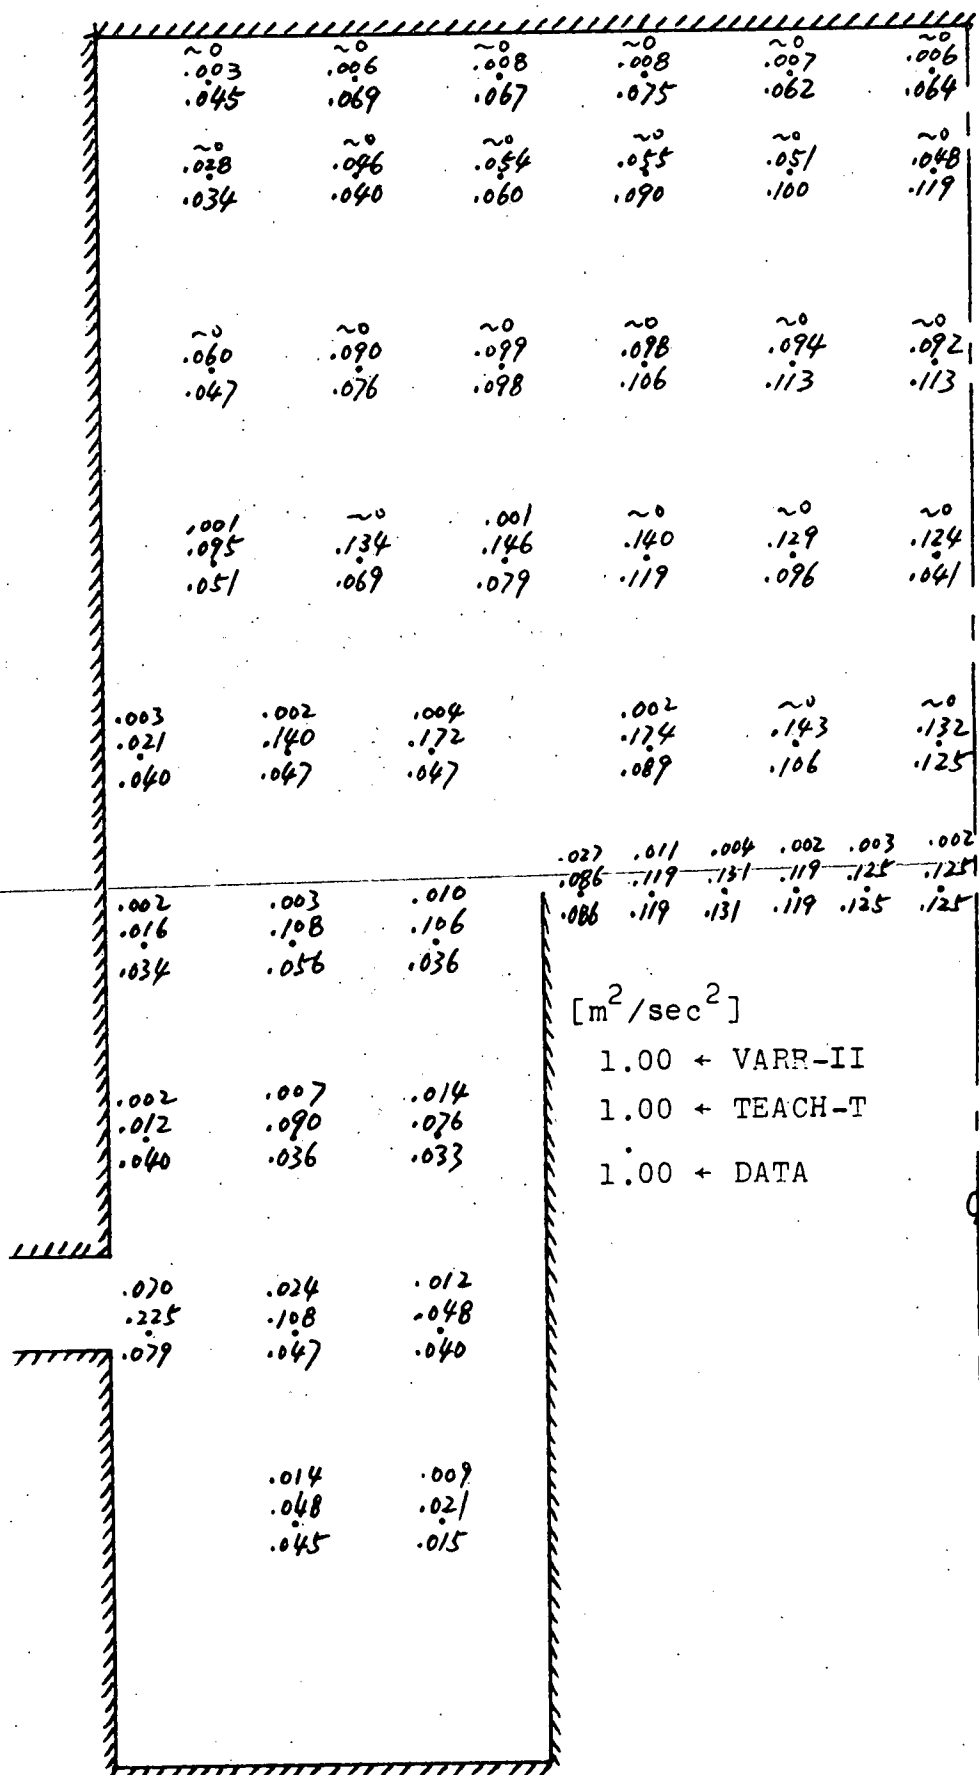 ~0 ~0 ~0 ~0 ~0 ~0
.003 .006 .008 .008 .007 .006
.045 .069 .067 .075 .062 .064
~0 ~0 ~0 ~0 ~0 ~0
.028 .046 .054 .055 .051 .048
.034 .040 .060 .090 .100 .119
~0 ~0 ~0 ~0 ~0 ~0
.060 .090 .099 .098 .094 .092
.047 .076 .098 .106 .113 .113
.001 ~0 .001 ~0 ~0 ~0
.095 .134 .146 .140 .129 .124
.051 .069 .079 .119 .096 .041
.003 .002 .004 .002 ~0 ~0
.021 .140 .172 .174 .143 .132
.040 .047 .047 .089 .106 .125
.027 .011 .004 .002 .003 .002
.086 .119 .131 .119 .125 .125
.086 .119 .131 .119 .125 .125
.002 .003 .010
.016 .108 .106
.034 .056 .036
[m²/sec²]
1.00 ← VARR-II
1.00 ← TEACH-T
1.00 ← DATA
.002 .007 .014
.012 .090 .076
.040 .036 .033
.070 .024 .012
.225 .108 .048
.079 .047 .040
.014 .009
.048 .021
.045 .015